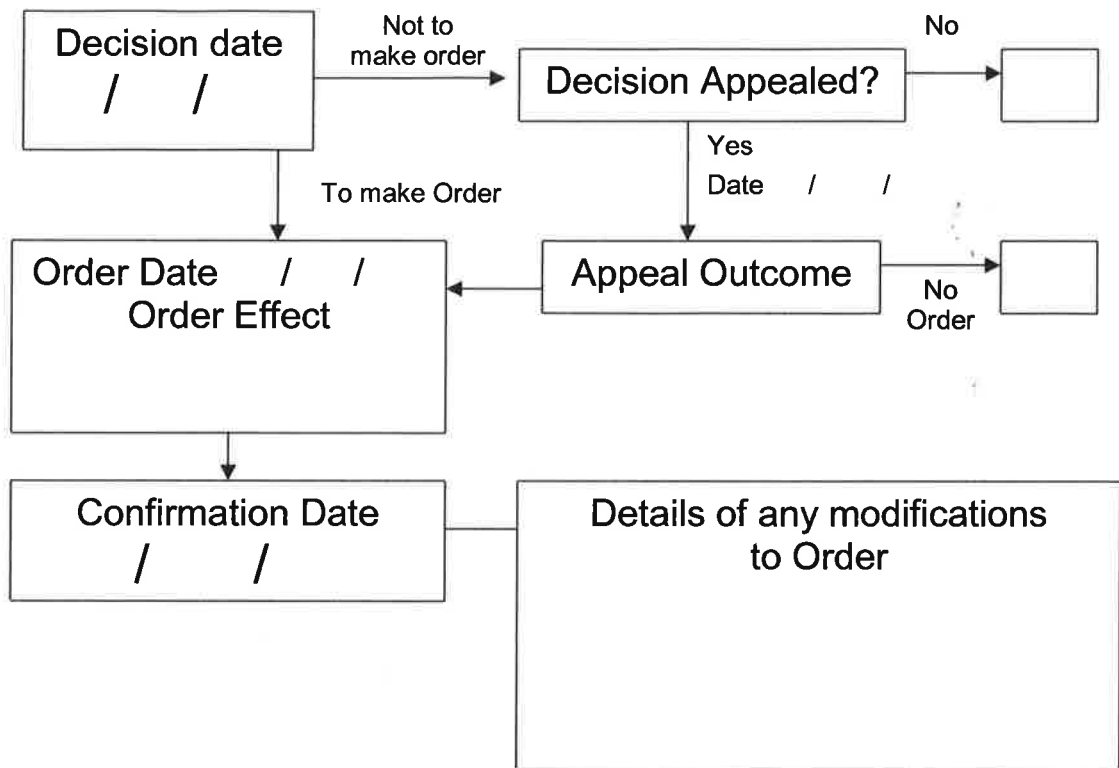 Decision date
/ /
Not to
make order
Decision Appealed?
No
Yes
Date / /
To make Order
Order Date / /
Order Effect
Appeal Outcome
No
Order
Confirmation Date
/ /
Details of any modifications
to Order